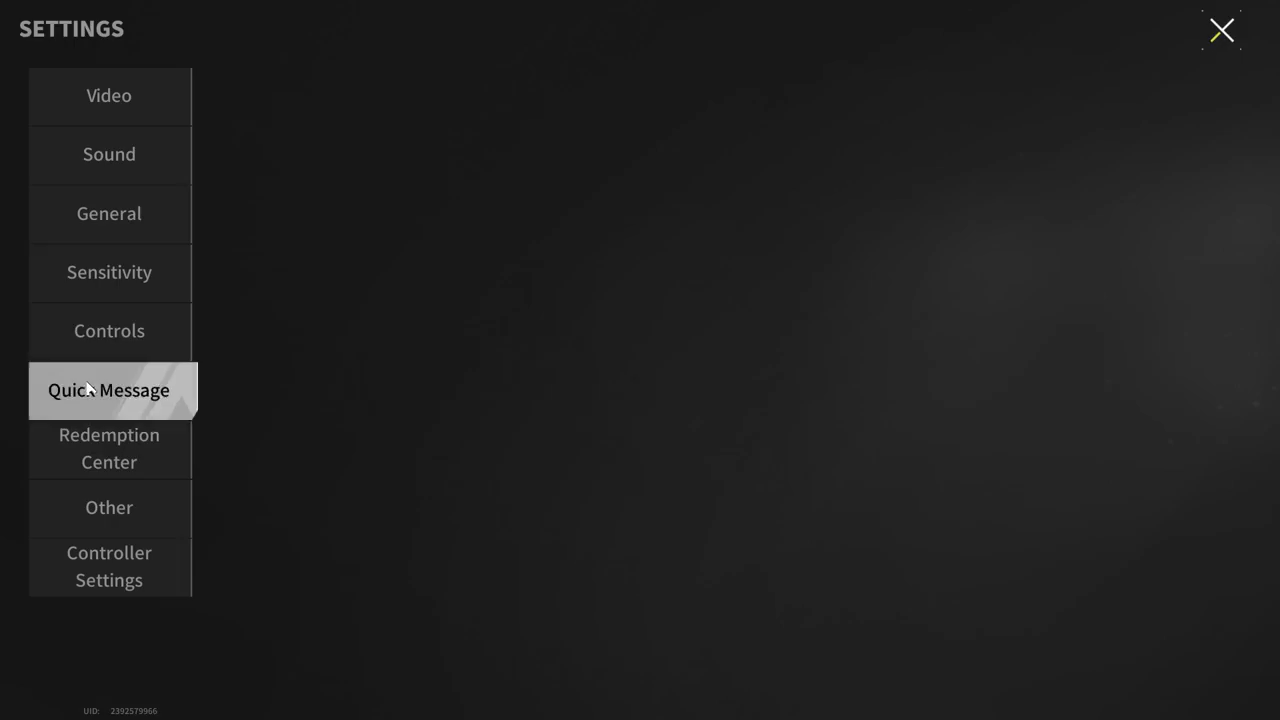 SETTINGS
Video
Sound
General
Sensitivity
Controls
Quick Message
Redemption
Center
Other
Controller
Settings
UID: 2392579966